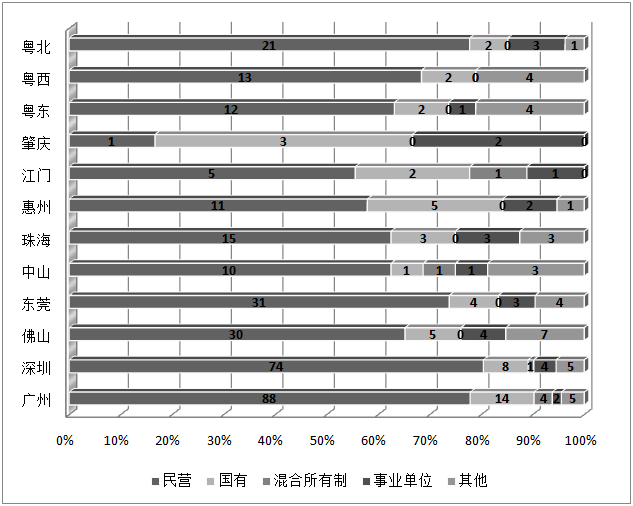 粤北 21 2 0 3 1
粤西 13 2 0 4
粤东 12 2 0 1 4
肇庆 1 3 0 2 0
江门 5 2 1 1 0
惠州 11 5 0 2 1
珠海 15 3 0 3 3
中山 10 1 1 1 3
东莞 31 4 0 3 4
佛山 30 5 0 4 7
深圳 74 8 1 4 5
广州 88 14 4 2 5
0% 10% 20% 30% 40% 50% 60% 70% 80% 90% 100%
民营 国有 混合所有制 事业单位 其他